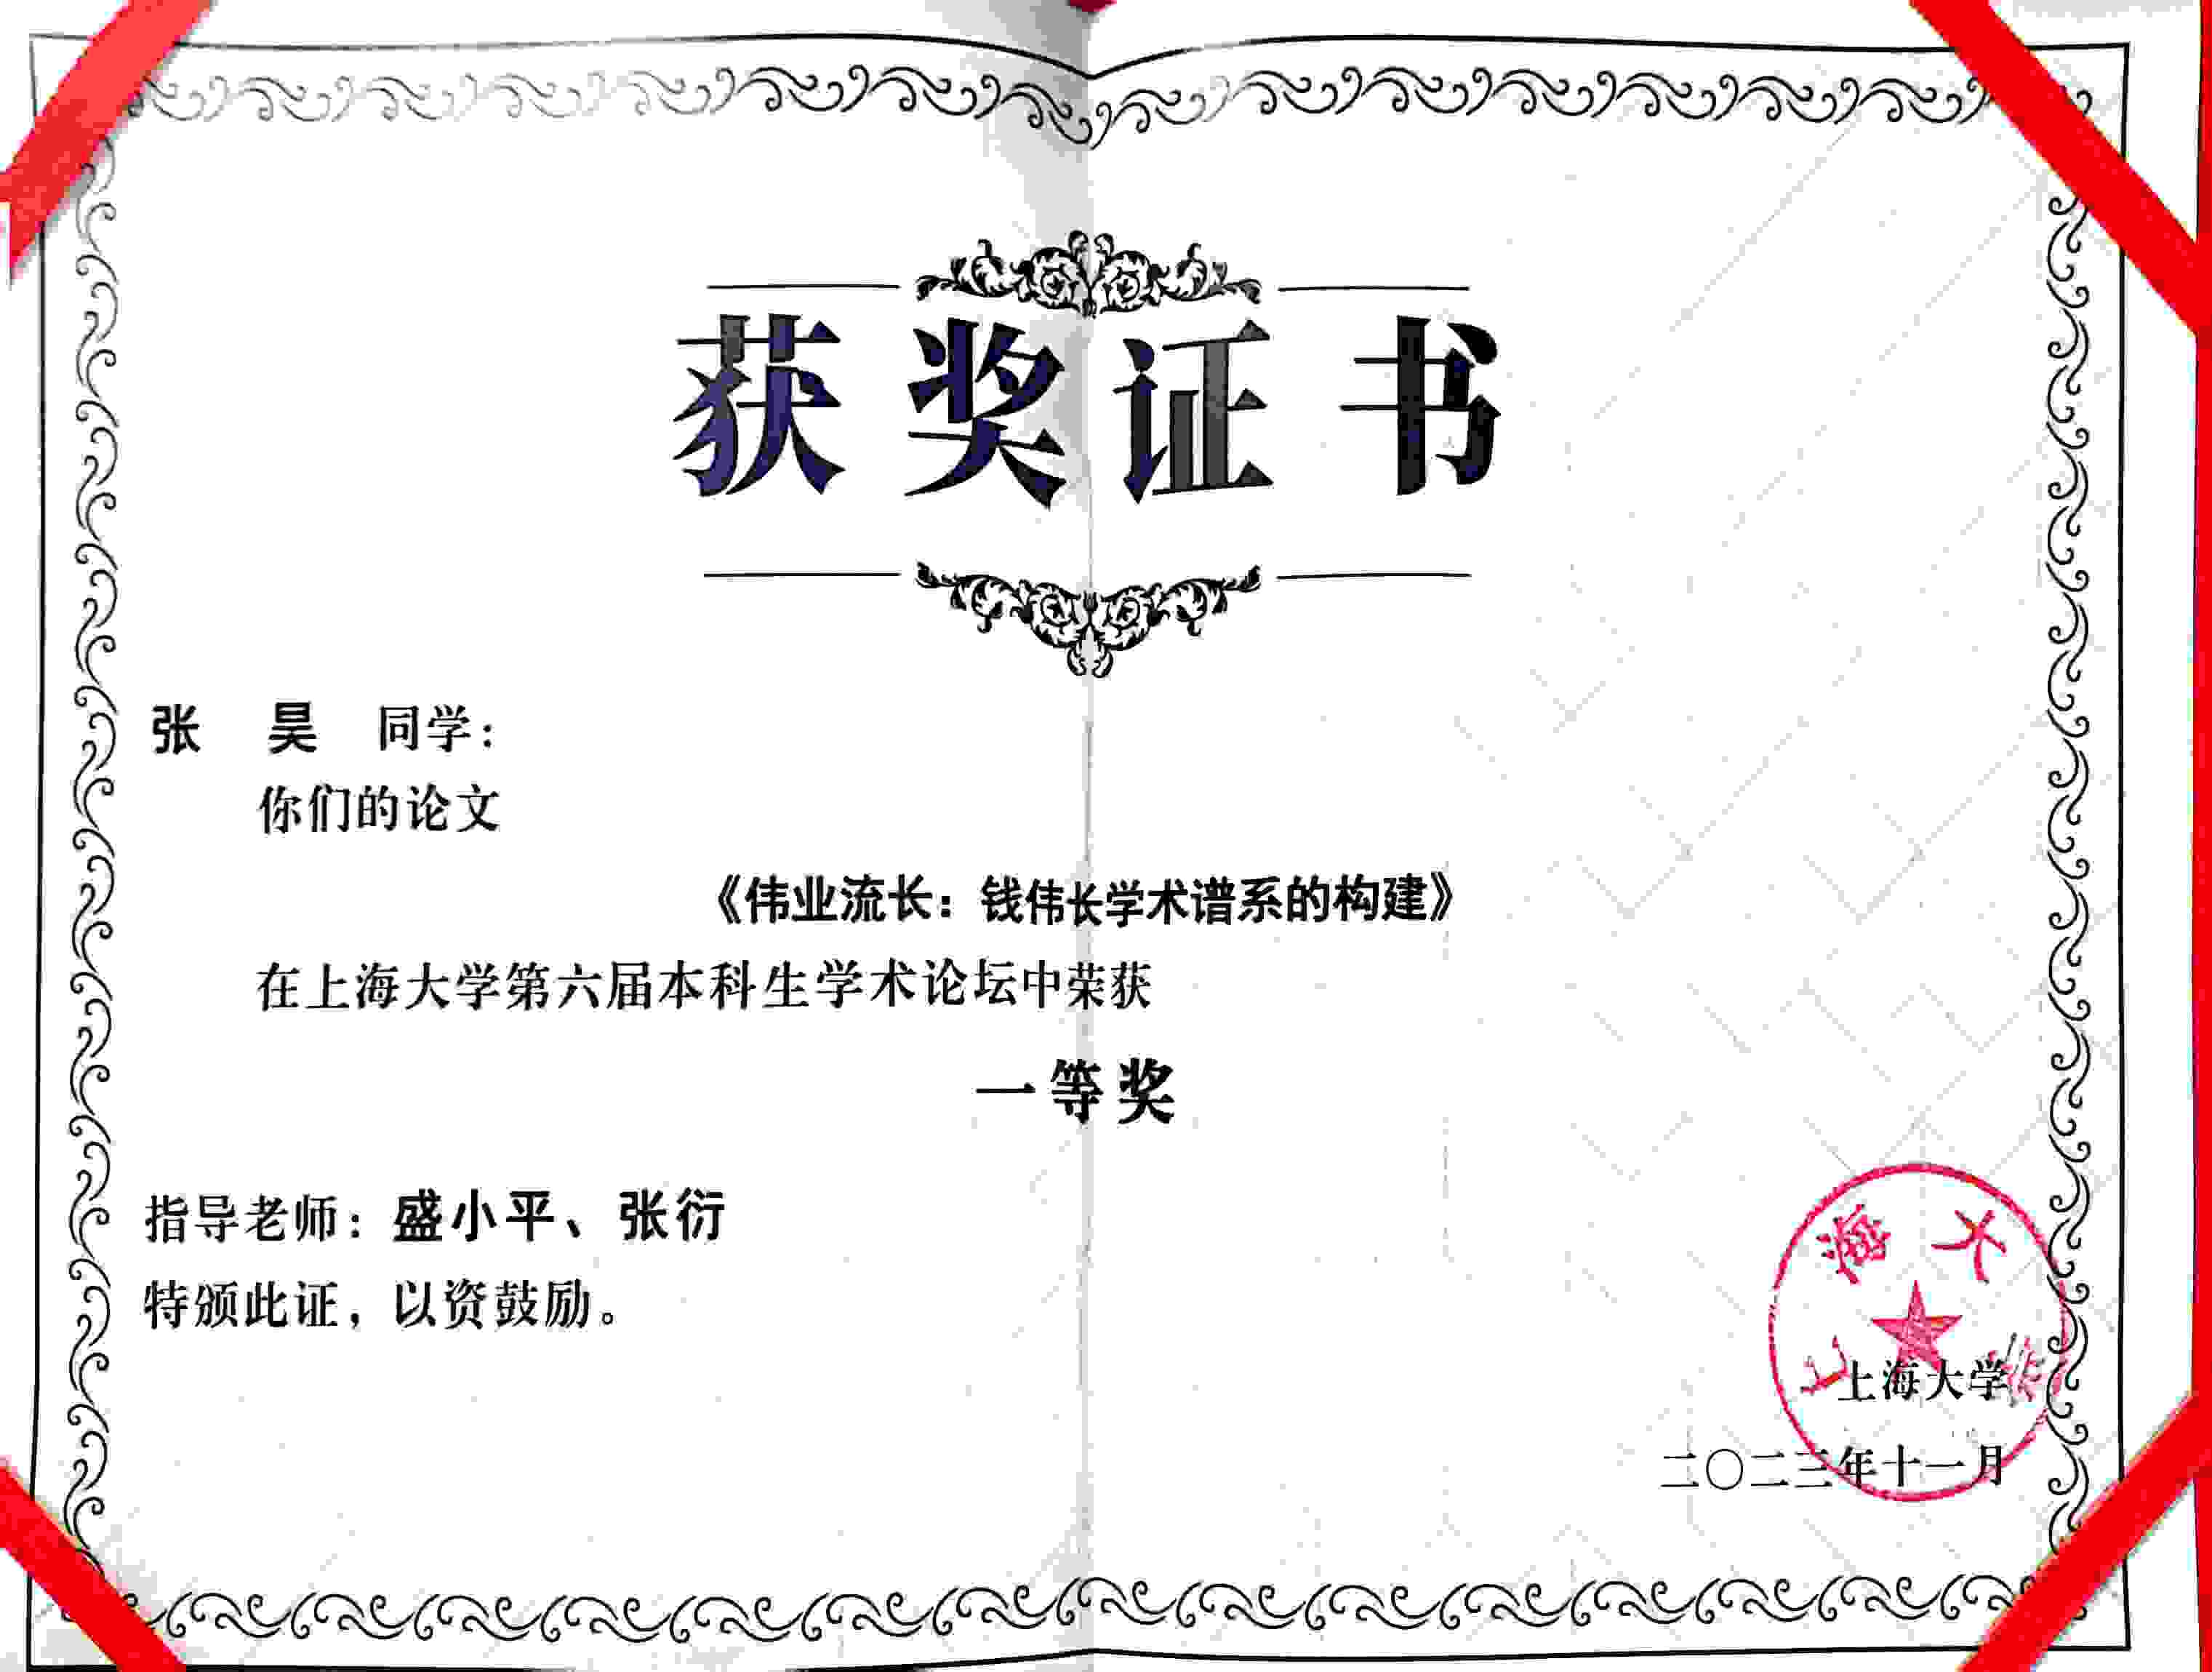 获奖证书
张 昊 同学：
你们的论文
《伟业流长：钱伟长学术谱系的构建》
在上海大学第六届本科生学术论坛中荣获
一等奖
指导老师：盛小平、张衍
特颁此证，以资鼓励。
上海大学
上海大学
二〇二三年十一月